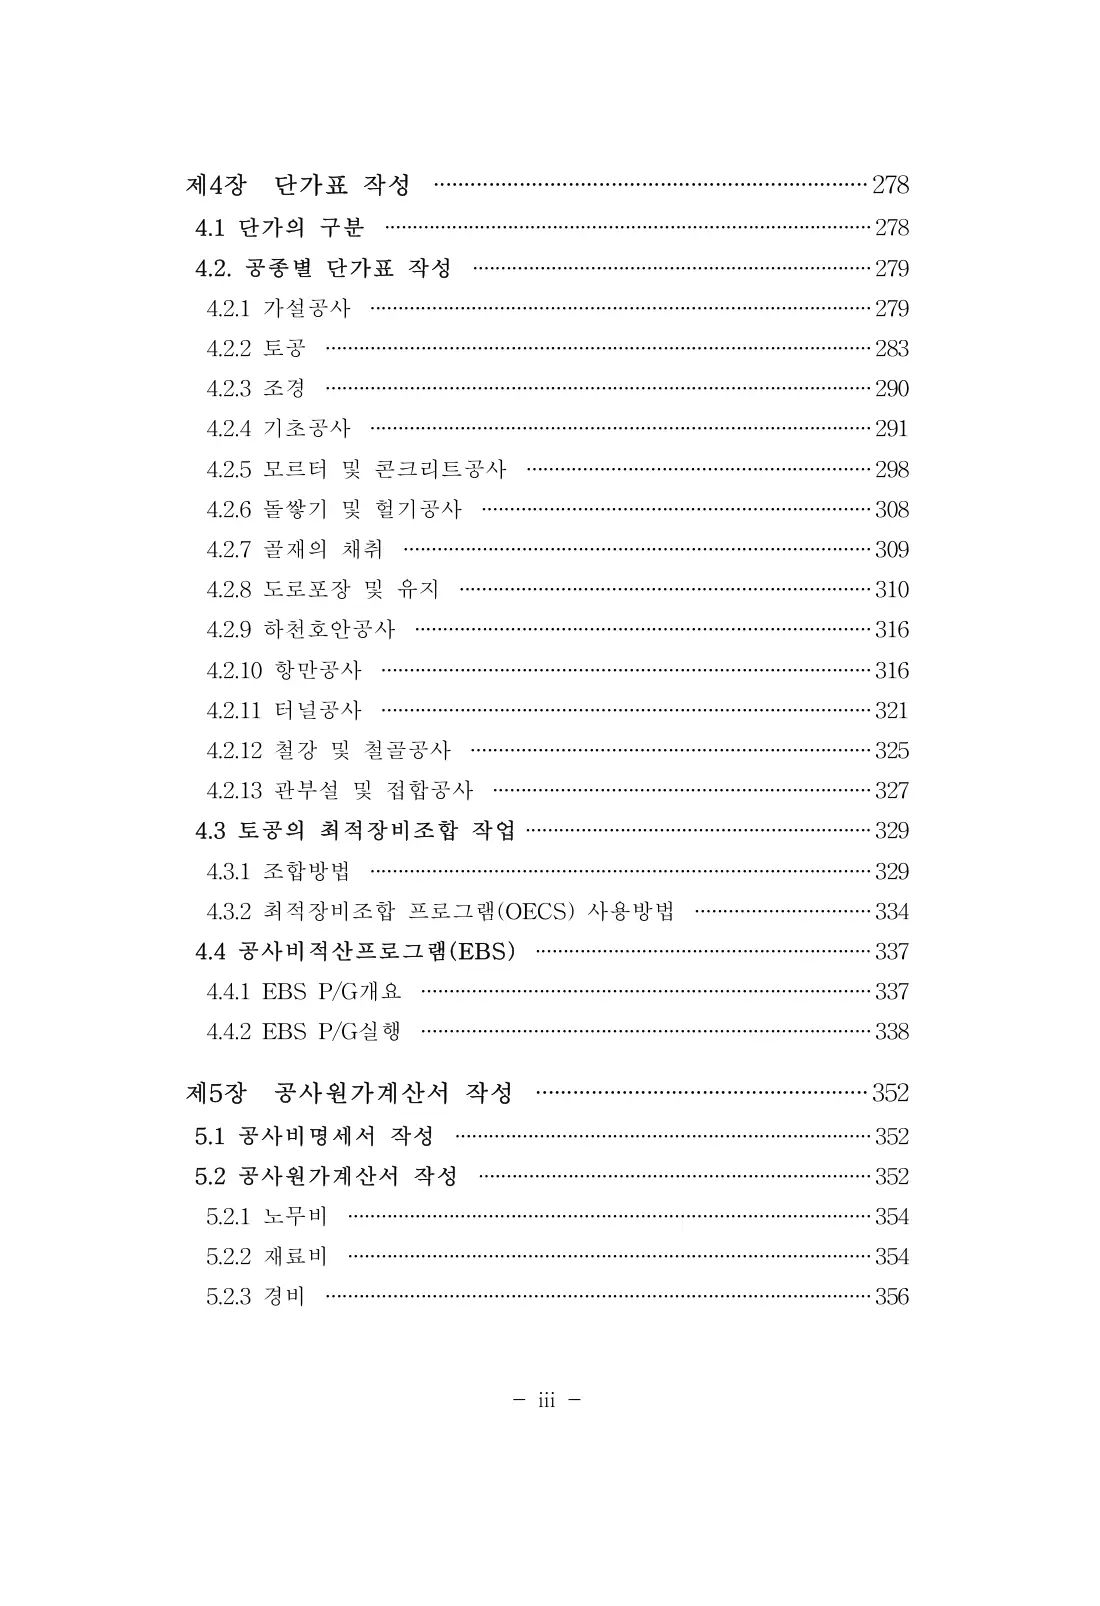 제4장 단가표 작성 ························ 278
4.1 단가의 구분 ························ 278
4.2. 공종별 단가표 작성 ························ 279
4.2.1 가설공사 ························ 279
4.2.2 토공 ························ 283
4.2.3 조경 ························ 290
4.2.4 기초공사 ························ 291
4.2.5 모르터 및 콘크리트공사 ························ 298
4.2.6 돌쌓기 및 헐기공사 ························ 308
4.2.7 골재의 채취 ························ 309
4.2.8 도로포장 및 유지 ························ 310
4.2.9 하천호안공사 ························ 316
4.2.10 항만공사 ························ 316
4.2.11 터널공사 ························ 321
4.2.12 철강 및 철골공사 ························ 325
4.2.13 관부설 및 접합공사 ························ 327
4.3 토공의 최적장비조합 작업 ························ 329
4.3.1 조합방법 ························ 329
4.3.2 최적장비조합 프로그램(OECS) 사용방법 ························ 334
4.4 공사비적산프로그램(EBS) ························ 337
4.4.1 EBS P/G개요 ························ 337
4.4.2 EBS P/G실행 ························ 338
제5장 공사원가계산서 작성 ························ 352
5.1 공사비명세서 작성 ························ 352
5.2 공사원가계산서 작성 ························ 352
5.2.1 노무비 ························ 354
5.2.2 재료비 ························ 354
5.2.3 경비 ························ 356
- iii -